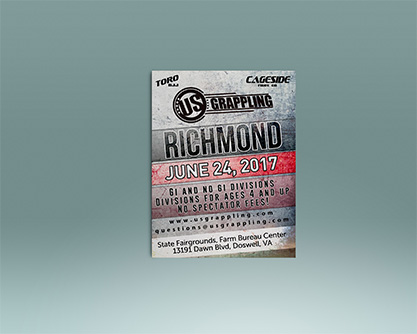 TORO CAGESIDE
BJJ
US GRAPPLING
RICHMOND
JUNE 24, 2017
GI AND NO GI DIVISIONS
DIVISIONS FOR AGES 4 AND UP
NO SPECTATOR FEES!
www.usgrappling.com
questions@usgrappling.com
State Fairgrounds, Farm Bureau Center
13191 Dawn Blvd, Doswell, VA